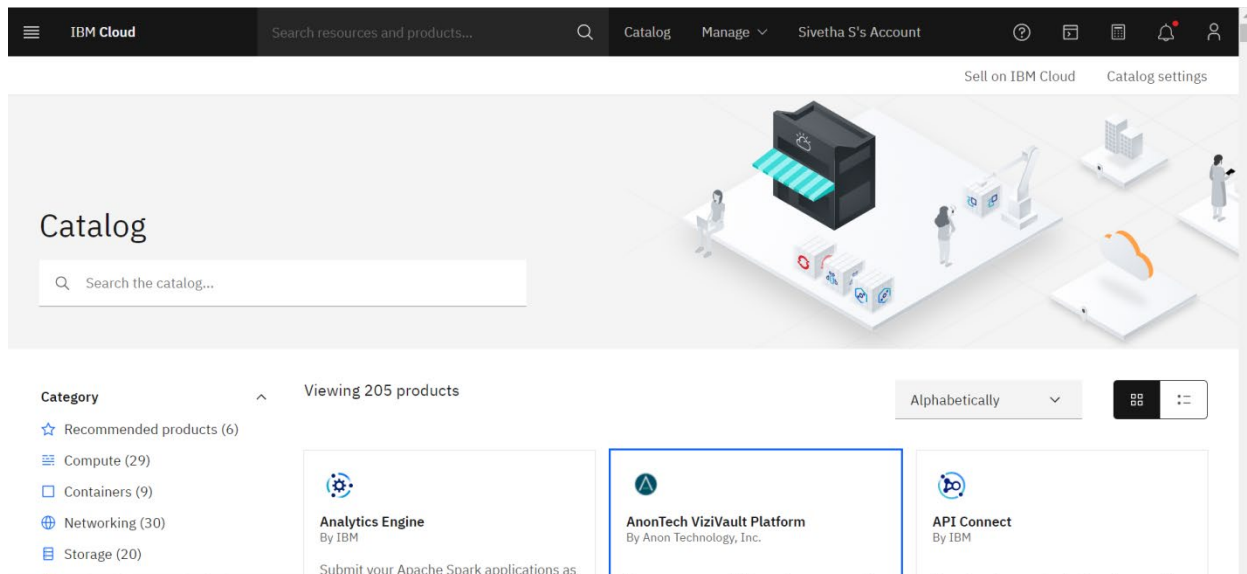 IBM Cloud
Search resources and products...
Catalog
Manage
Sivetha S's Account
Sell on IBM Cloud
Catalog settings
Catalog
Search the catalog...
Category
Recommended products (6)
Compute (29)
Containers (9)
Networking (30)
Storage (20)
Viewing 205 products
Alphabetically
Analytics Engine
By IBM
Submit your Apache Spark applications as
AnonTech ViziVault Platform
By Anon Technology, Inc.
API Connect
By IBM